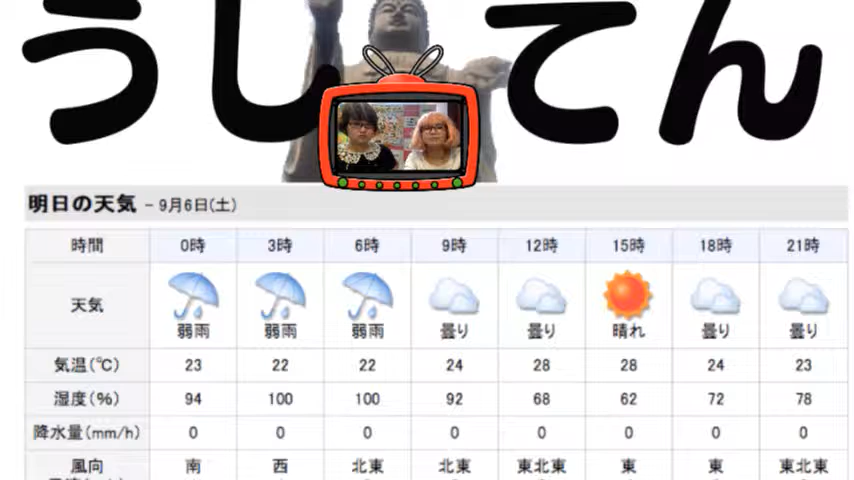 うしてん
明日の天気 - 9月6日(土)
時間 0時 3時 6時 9時 12時 15時 18時 21時
天気 弱雨 弱雨 弱雨 曇り 曇り 晴れ 曇り 曇り
気温(℃) 23 22 22 24 28 28 24 23
湿度(%) 94 100 100 92 68 62 72 78
降水量(mm/h) 0 0 0 0 0 0 0 0
風向 南 西 北東 北東 東北東 東 東 東北東